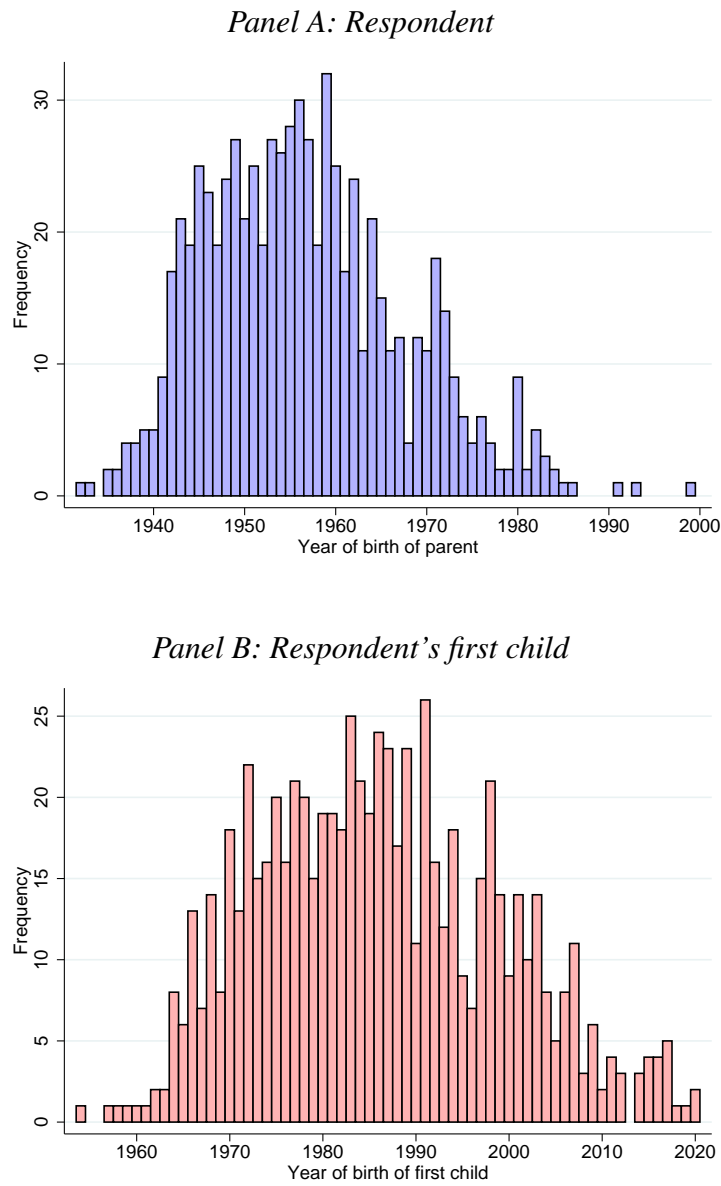 Panel A: Respondent
Frequency
30
20
10
0
1940 1950 1960 1970 1980 1990 2000
Year of birth of parent
Panel B: Respondent’s first child
Frequency
25
20
15
10
5
0
1960 1970 1980 1990 2000 2010 2020
Year of birth of first child